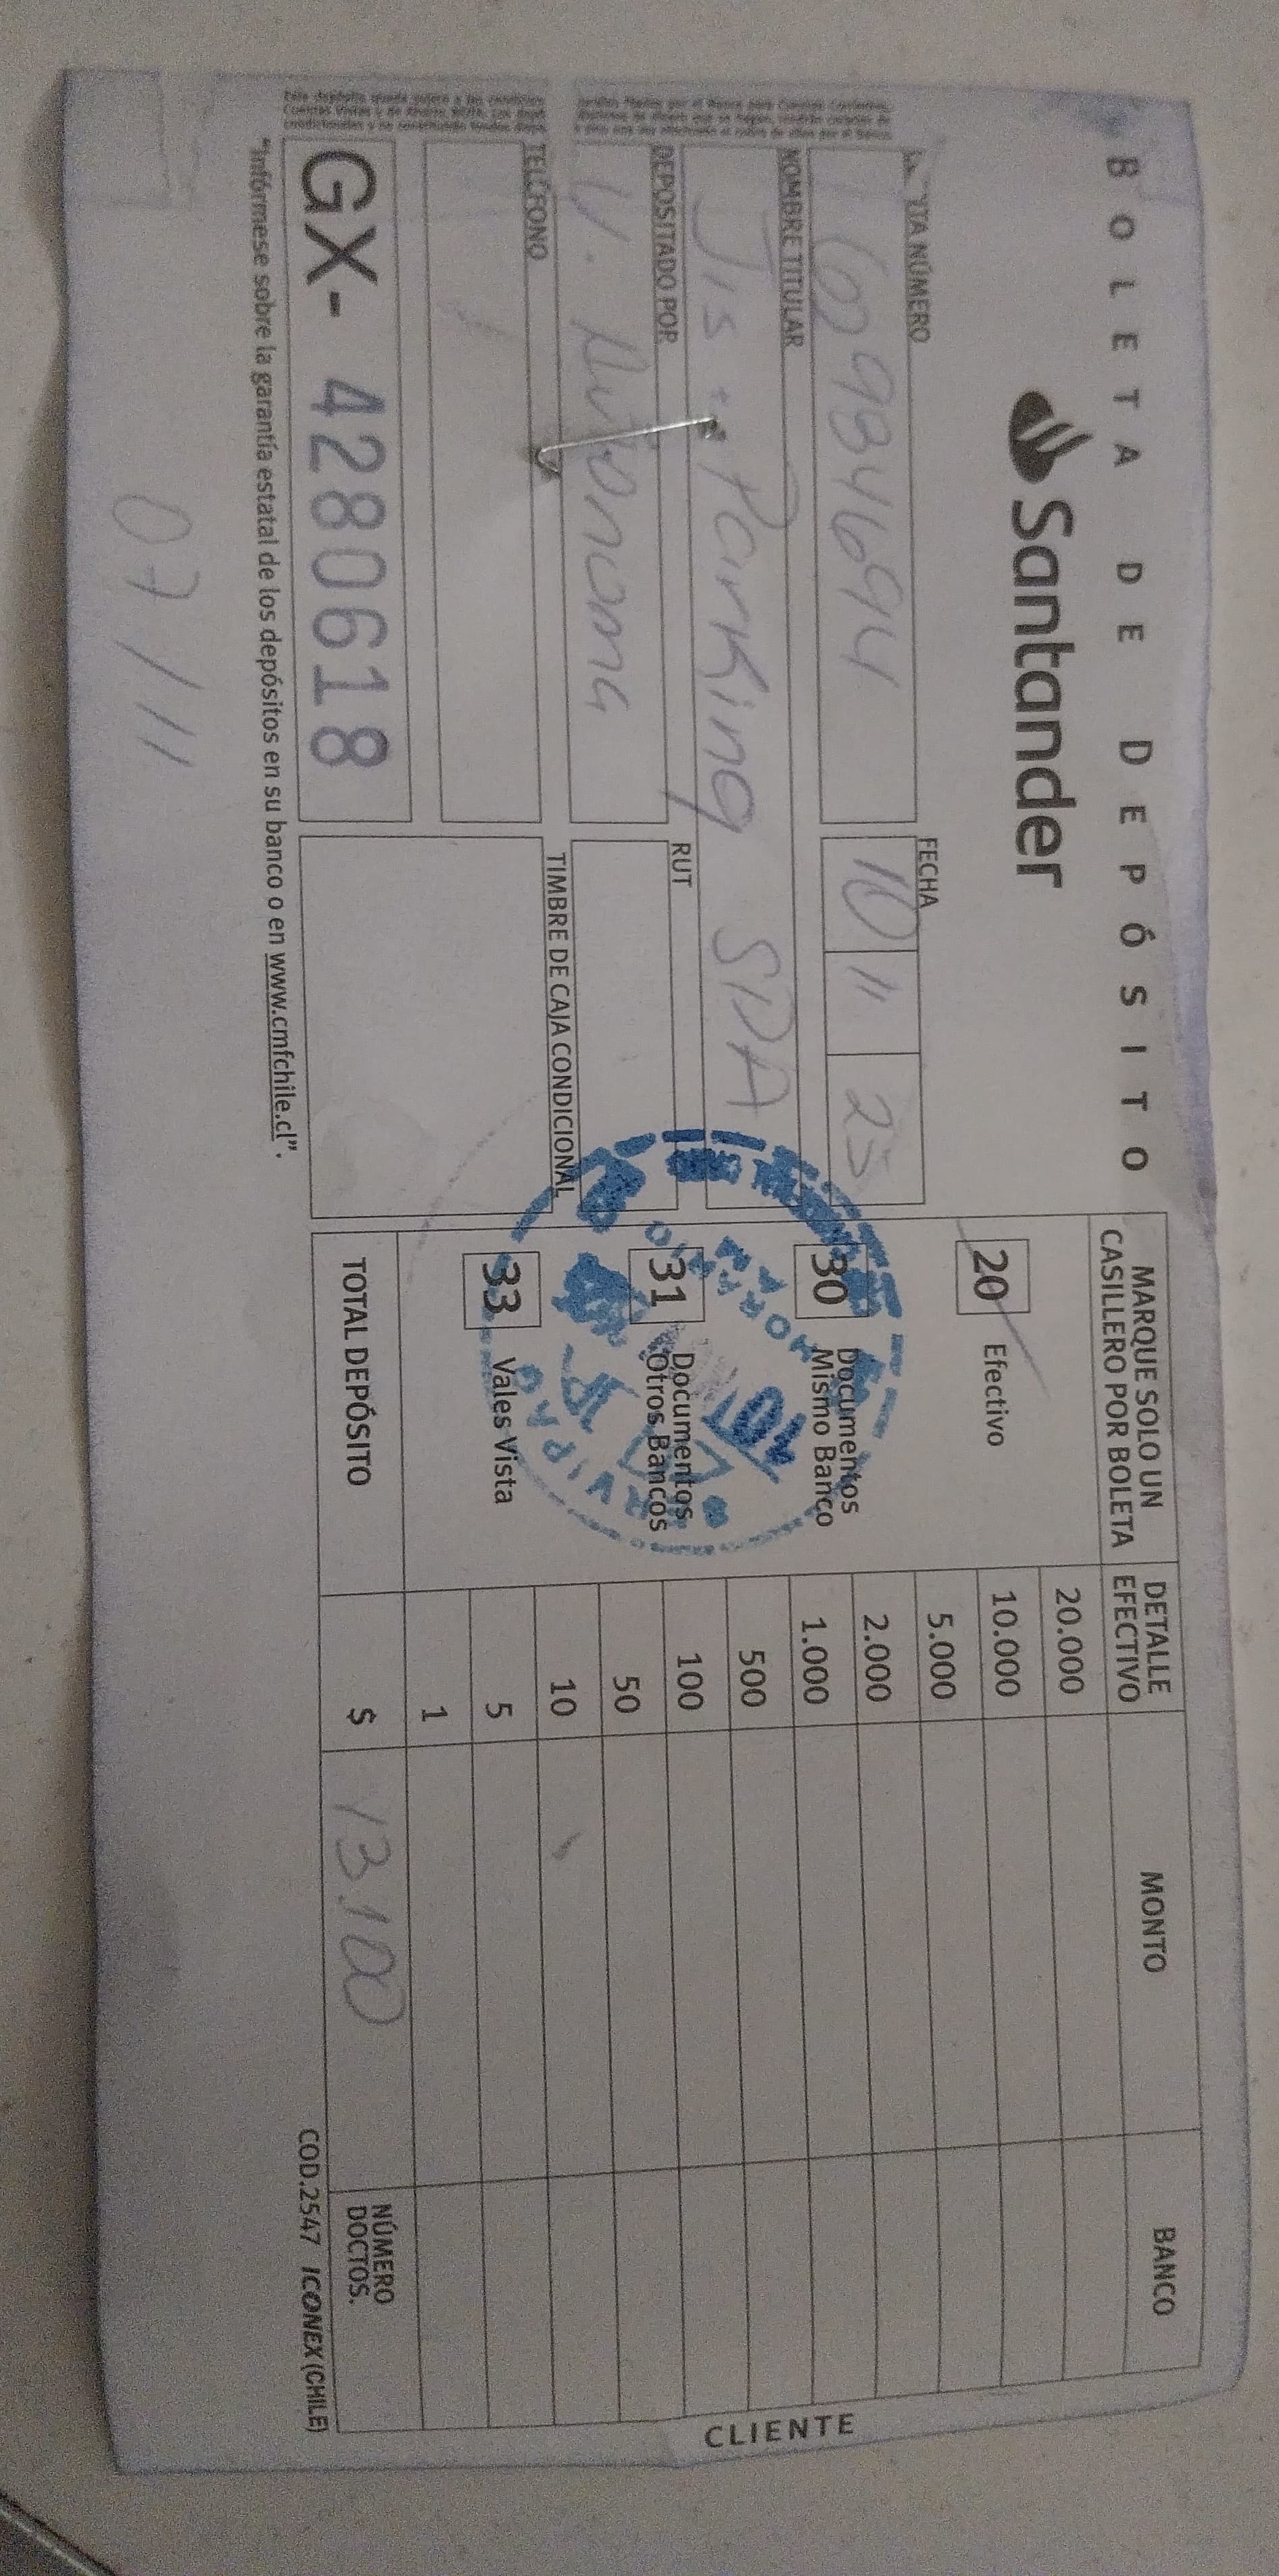 BOLETA DE DEPÓSITO
Santander
NÚMERO
6298346694
FECHA
10 11 25
NOMBRE TITULAR
Jis Parking SPA
DEPOSITADO POR
U. Autonoma
RUT
TELÉFONO
TIMBRE DE CAJA CONDICIONAL
GX- 4280618
"Infórmese sobre la garantía estatal de los depósitos en su banco o en www.cmfchile.cl".
07/11
MARQUE SOLO UN
CASILLERO POR BOLETA
20 Efectivo
30 Documentos
Mismo Banco
31 Documentos
Otros Bancos
33 Vales Vista
TOTAL DEPÓSITO
DETALLE
EFECTIVO
MONTO
BANCO
20.000
10.000
5.000
2.000
1.000
500
100
50
10
5
1
$ 13.100
NÚMERO
DOCTOS.
COD.2547 ICONEX (CHILE)
CLIENTE